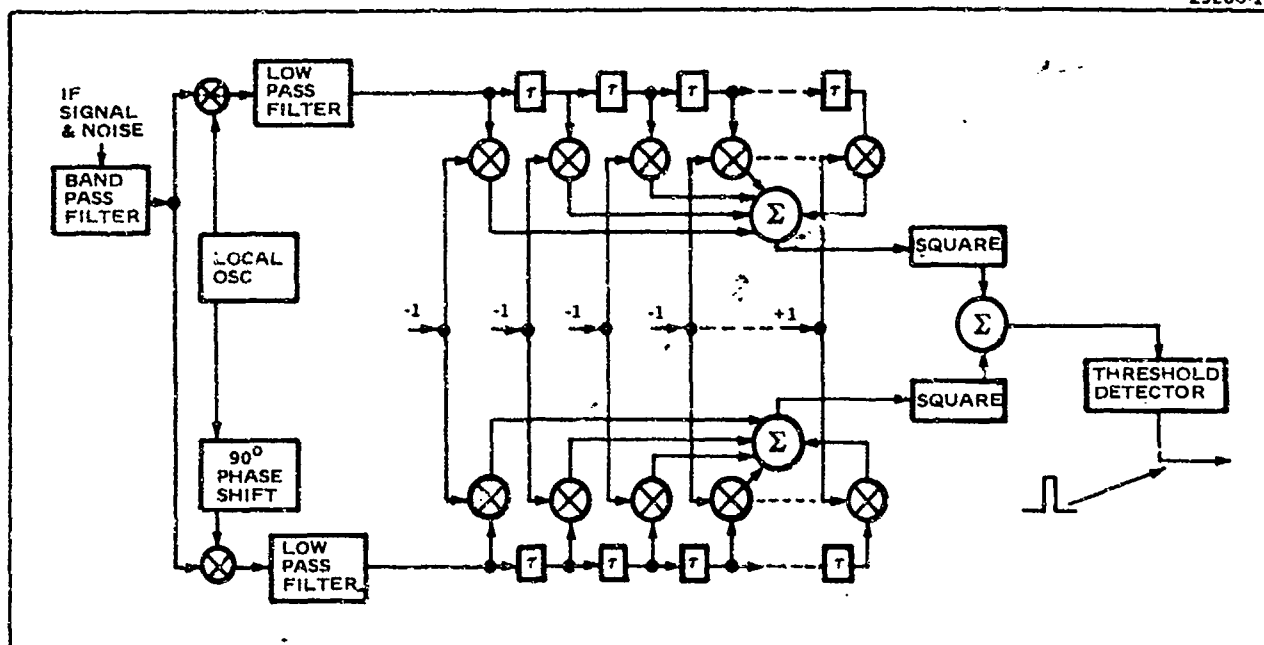 IF
SIGNAL
& NOISE
BAND
PASS
FILTER
LOW
PASS
FILTER
LOCAL
OSC
90° PHASE
SHIFT
LOW
PASS
FILTER
τ τ τ τ
Σ
-1 -1 -1 -1 +1
Σ
τ τ τ τ
SQUARE
Σ
SQUARE
THRESHOLD
DETECTOR